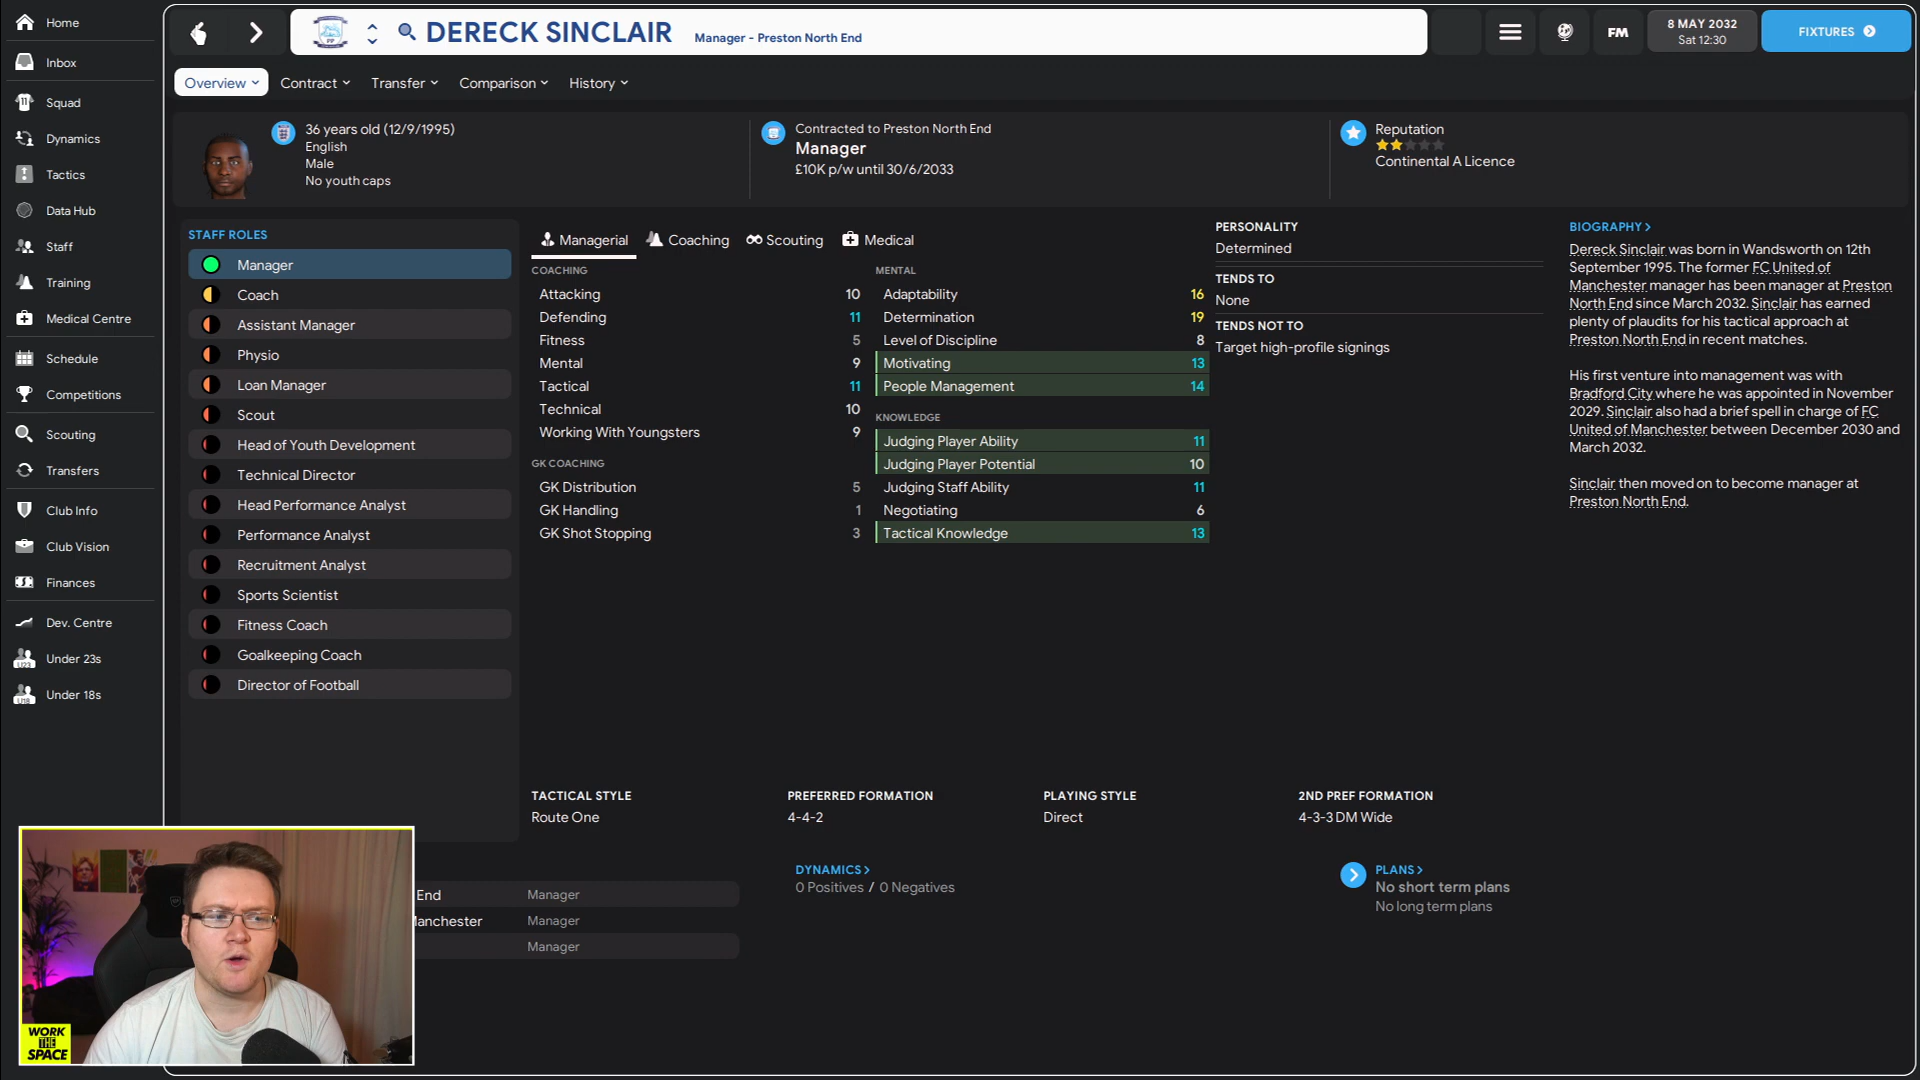 Home
Inbox
Squad
Dynamics
Tactics
Data Hub
Staff
Training
Medical Centre
Schedule
Competitions
Scouting
Transfers
Club Info
Club Vision
Finances
Dev. Centre
Under 23s
Under 18s
DERECK SINCLAIR
Manager - Preston North End
FM
8 MAY 2032
Sat 12:30
FIXTURES
Overview
Contract
Transfer
Comparison
History
36 years old (12/9/1995)
English
Male
No youth caps
Contracted to Preston North End
Manager
£10K p/w until 30/6/2033
Reputation
Continental A Licence
STAFF ROLES
Manager
Coach
Assistant Manager
Physio
Loan Manager
Scout
Head of Youth Development
Technical Director
Head Performance Analyst
Performance Analyst
Recruitment Analyst
Sports Scientist
Fitness Coach
Goalkeeping Coach
Director of Football
Managerial
Coaching
Scouting
Medical
COACHING
Attacking 10
Defending 11
Fitness 5
Mental 9
Tactical 11
Technical 10
Working With Youngsters 9
GK COACHING
GK Distribution 5
GK Handling 1
GK Shot Stopping 3
MENTAL
Adaptability 16
Determination 19
Level of Discipline 8
Motivating 13
People Management 14
KNOWLEDGE
Judging Player Ability 11
Judging Player Potential 10
Judging Staff Ability 11
Negotiating 6
Tactical Knowledge 13
PERSONALITY
Determined
TENDS TO
None
TENDS NOT TO
Target high-profile signings
BIOGRAPHY >
Dereck Sinclair was born in Wandsworth on 12th
September 1995. The former FC United of
Manchester manager has been manager at Preston
North End since March 2032. Sinclair has earned
plenty of plaudits for his tactical approach at
Preston North End in recent matches.
His first venture into management was with
Bradford City where he was appointed in November
2029. Sinclair also had a brief spell in charge of FC
United of Manchester between December 2030 and
March 2032.
Sinclair then moved on to become manager at
Preston North End.
TACTICAL STYLE
Route One
PREFERRED FORMATION
4-4-2
PLAYING STYLE
Direct
2ND PREF FORMATION
4-3-3 DM Wide
End Manager
Manchester Manager
Manager
DYNAMICS >
0 Positives / 0 Negatives
PLANS >
No short term plans
No long term plans
WORK
THE
SPACE